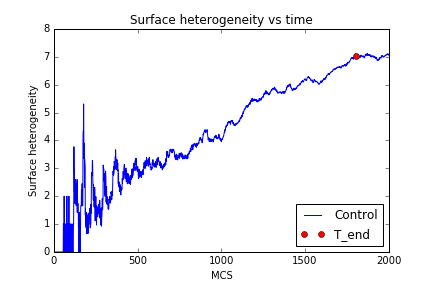 Surface heterogeneity vs time
8
7
6
5
4
3
2
1
0
Surface heterogeneity
0 500 1000 1500 2000
MCS
Control
T_end